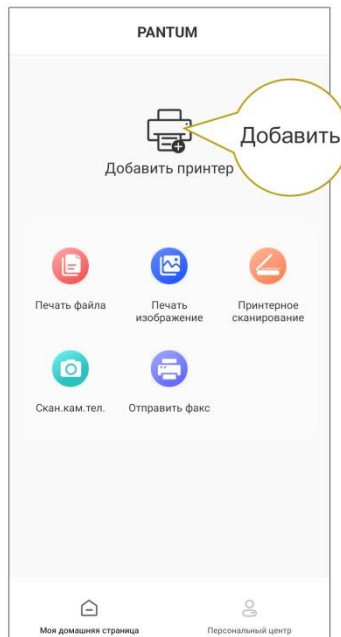 PANTUM
Добавить
Добавить принтер
Печать файла
Печать
изображение
Принтерное
сканирование
Скан.кам.тел.
Отправить факс
Моя домашняя страница
Персональный центр